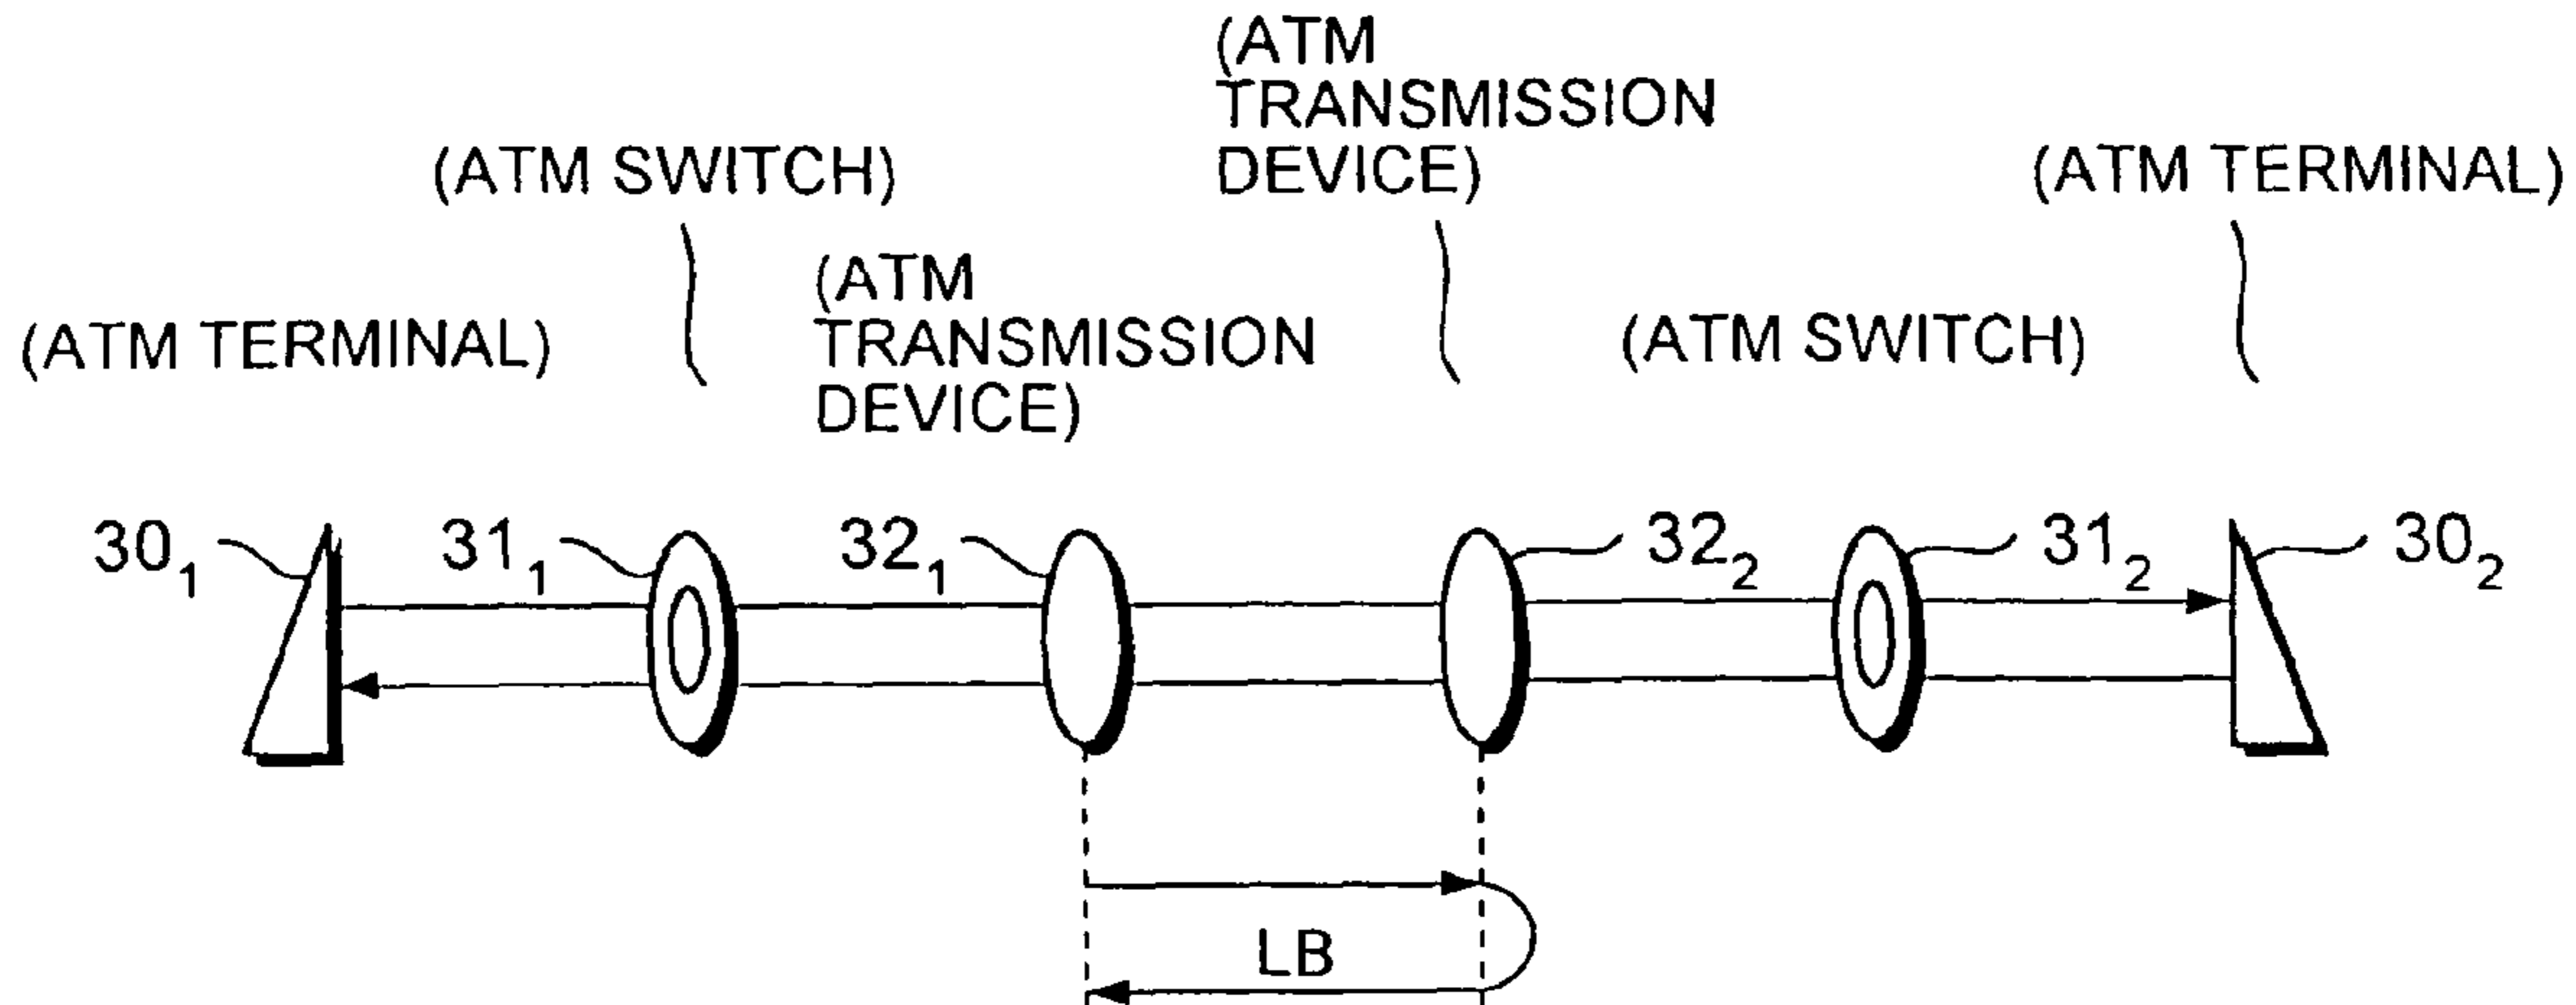 (ATM
TRANSMISSION
DEVICE)
(ATM SWITCH)
(ATM TERMINAL)
(ATM
TRANSMISSION
DEVICE)
(ATM TERMINAL)
(ATM SWITCH)
30₁ 31₁ 32₁ 32₂ 31₂ 30₂
LB